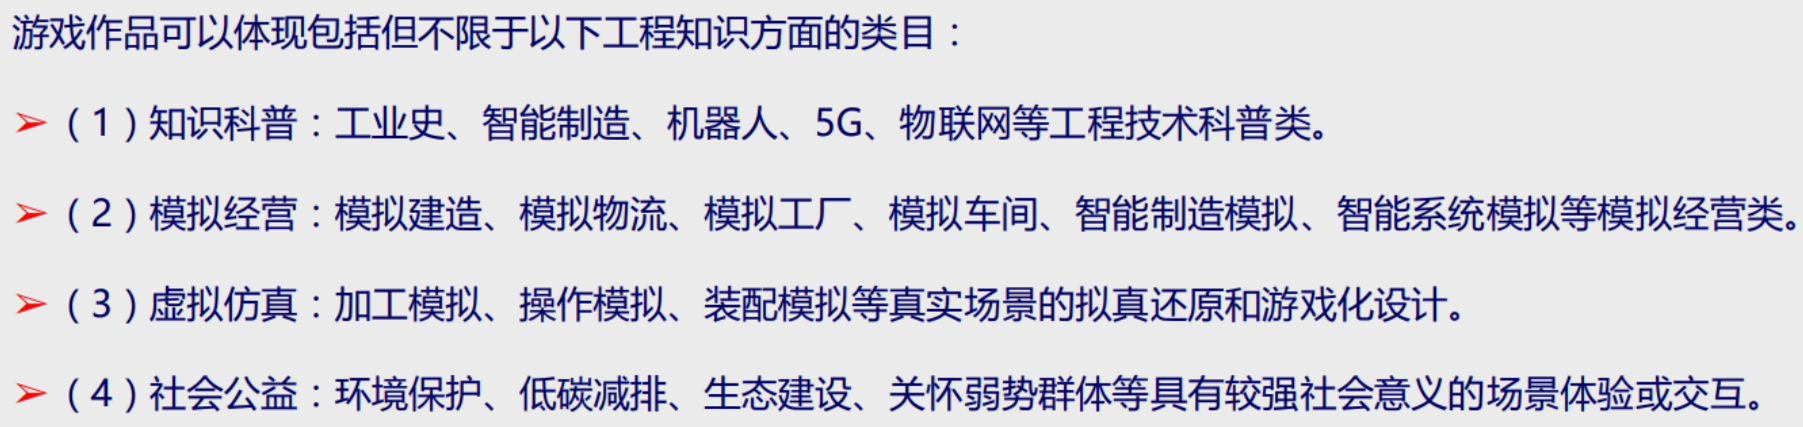 游戏作品可以体现包括但不限于以下工程知识方面的类目：
➢（1）知识科普：工业史、智能制造、机器人、5G、物联网等工程技术科普类。
➢（2）模拟经营：模拟建造、模拟物流、模拟工厂、模拟车间、智能制造模拟、智能系统模拟等模拟经营类。
➢（3）虚拟仿真：加工模拟、操作模拟、装配模拟等真实场景的拟真还原和游戏化设计。
➢（4）社会公益：环境保护、低碳减排、生态建设、关怀弱势群体等具有较强社会意义的场景体验或交互。